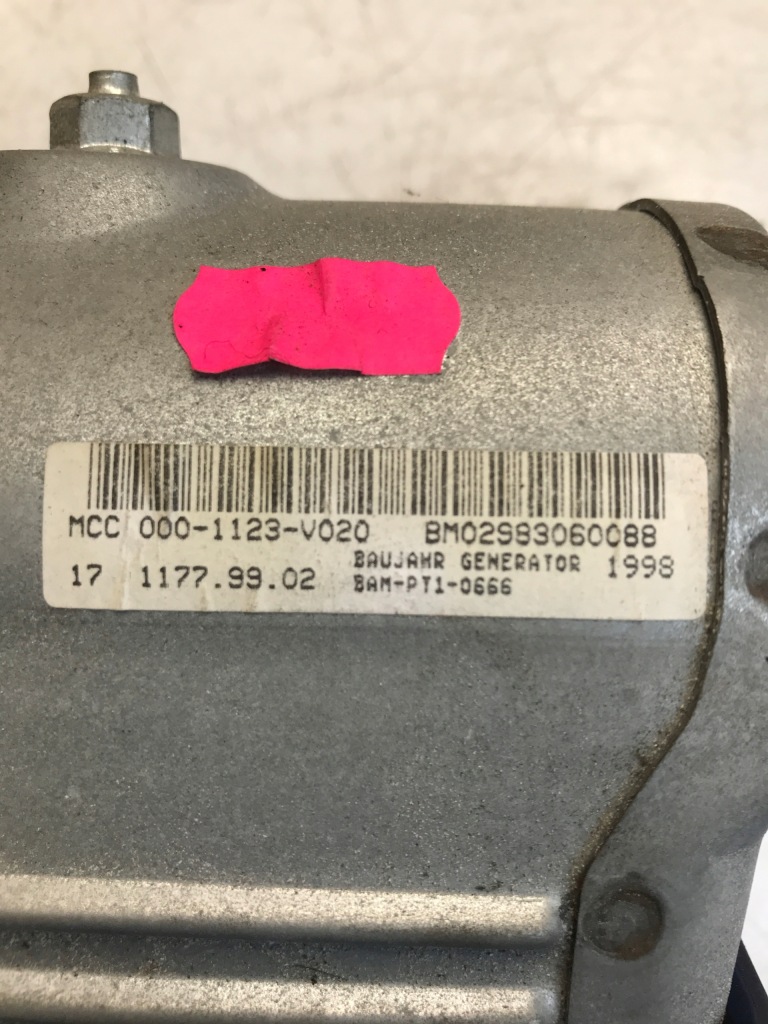 MCC 000-1123-V020 BM02983060088
BAUJAHR GENERATOR 1998
17 1177.99.02 BAM-PT1-0666